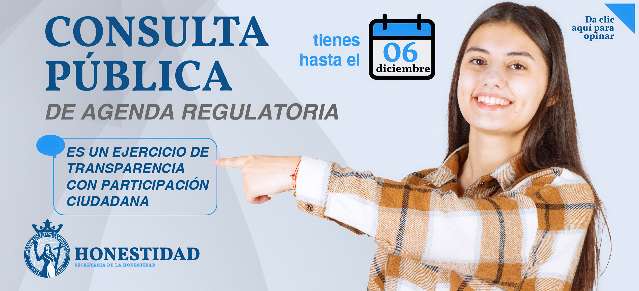 CONSULTA
PÚBLICA
DE AGENDA REGULATORIA
tienes
hasta el
06
diciembre
Da clic
aquí para
opinar
ES UN EJERCICIO DE
TRANSPARENCIA
CON PARTICIPACIÓN
CIUDADANA
HONESTIDAD
SECRETARÍA DE LA HONESTIDAD